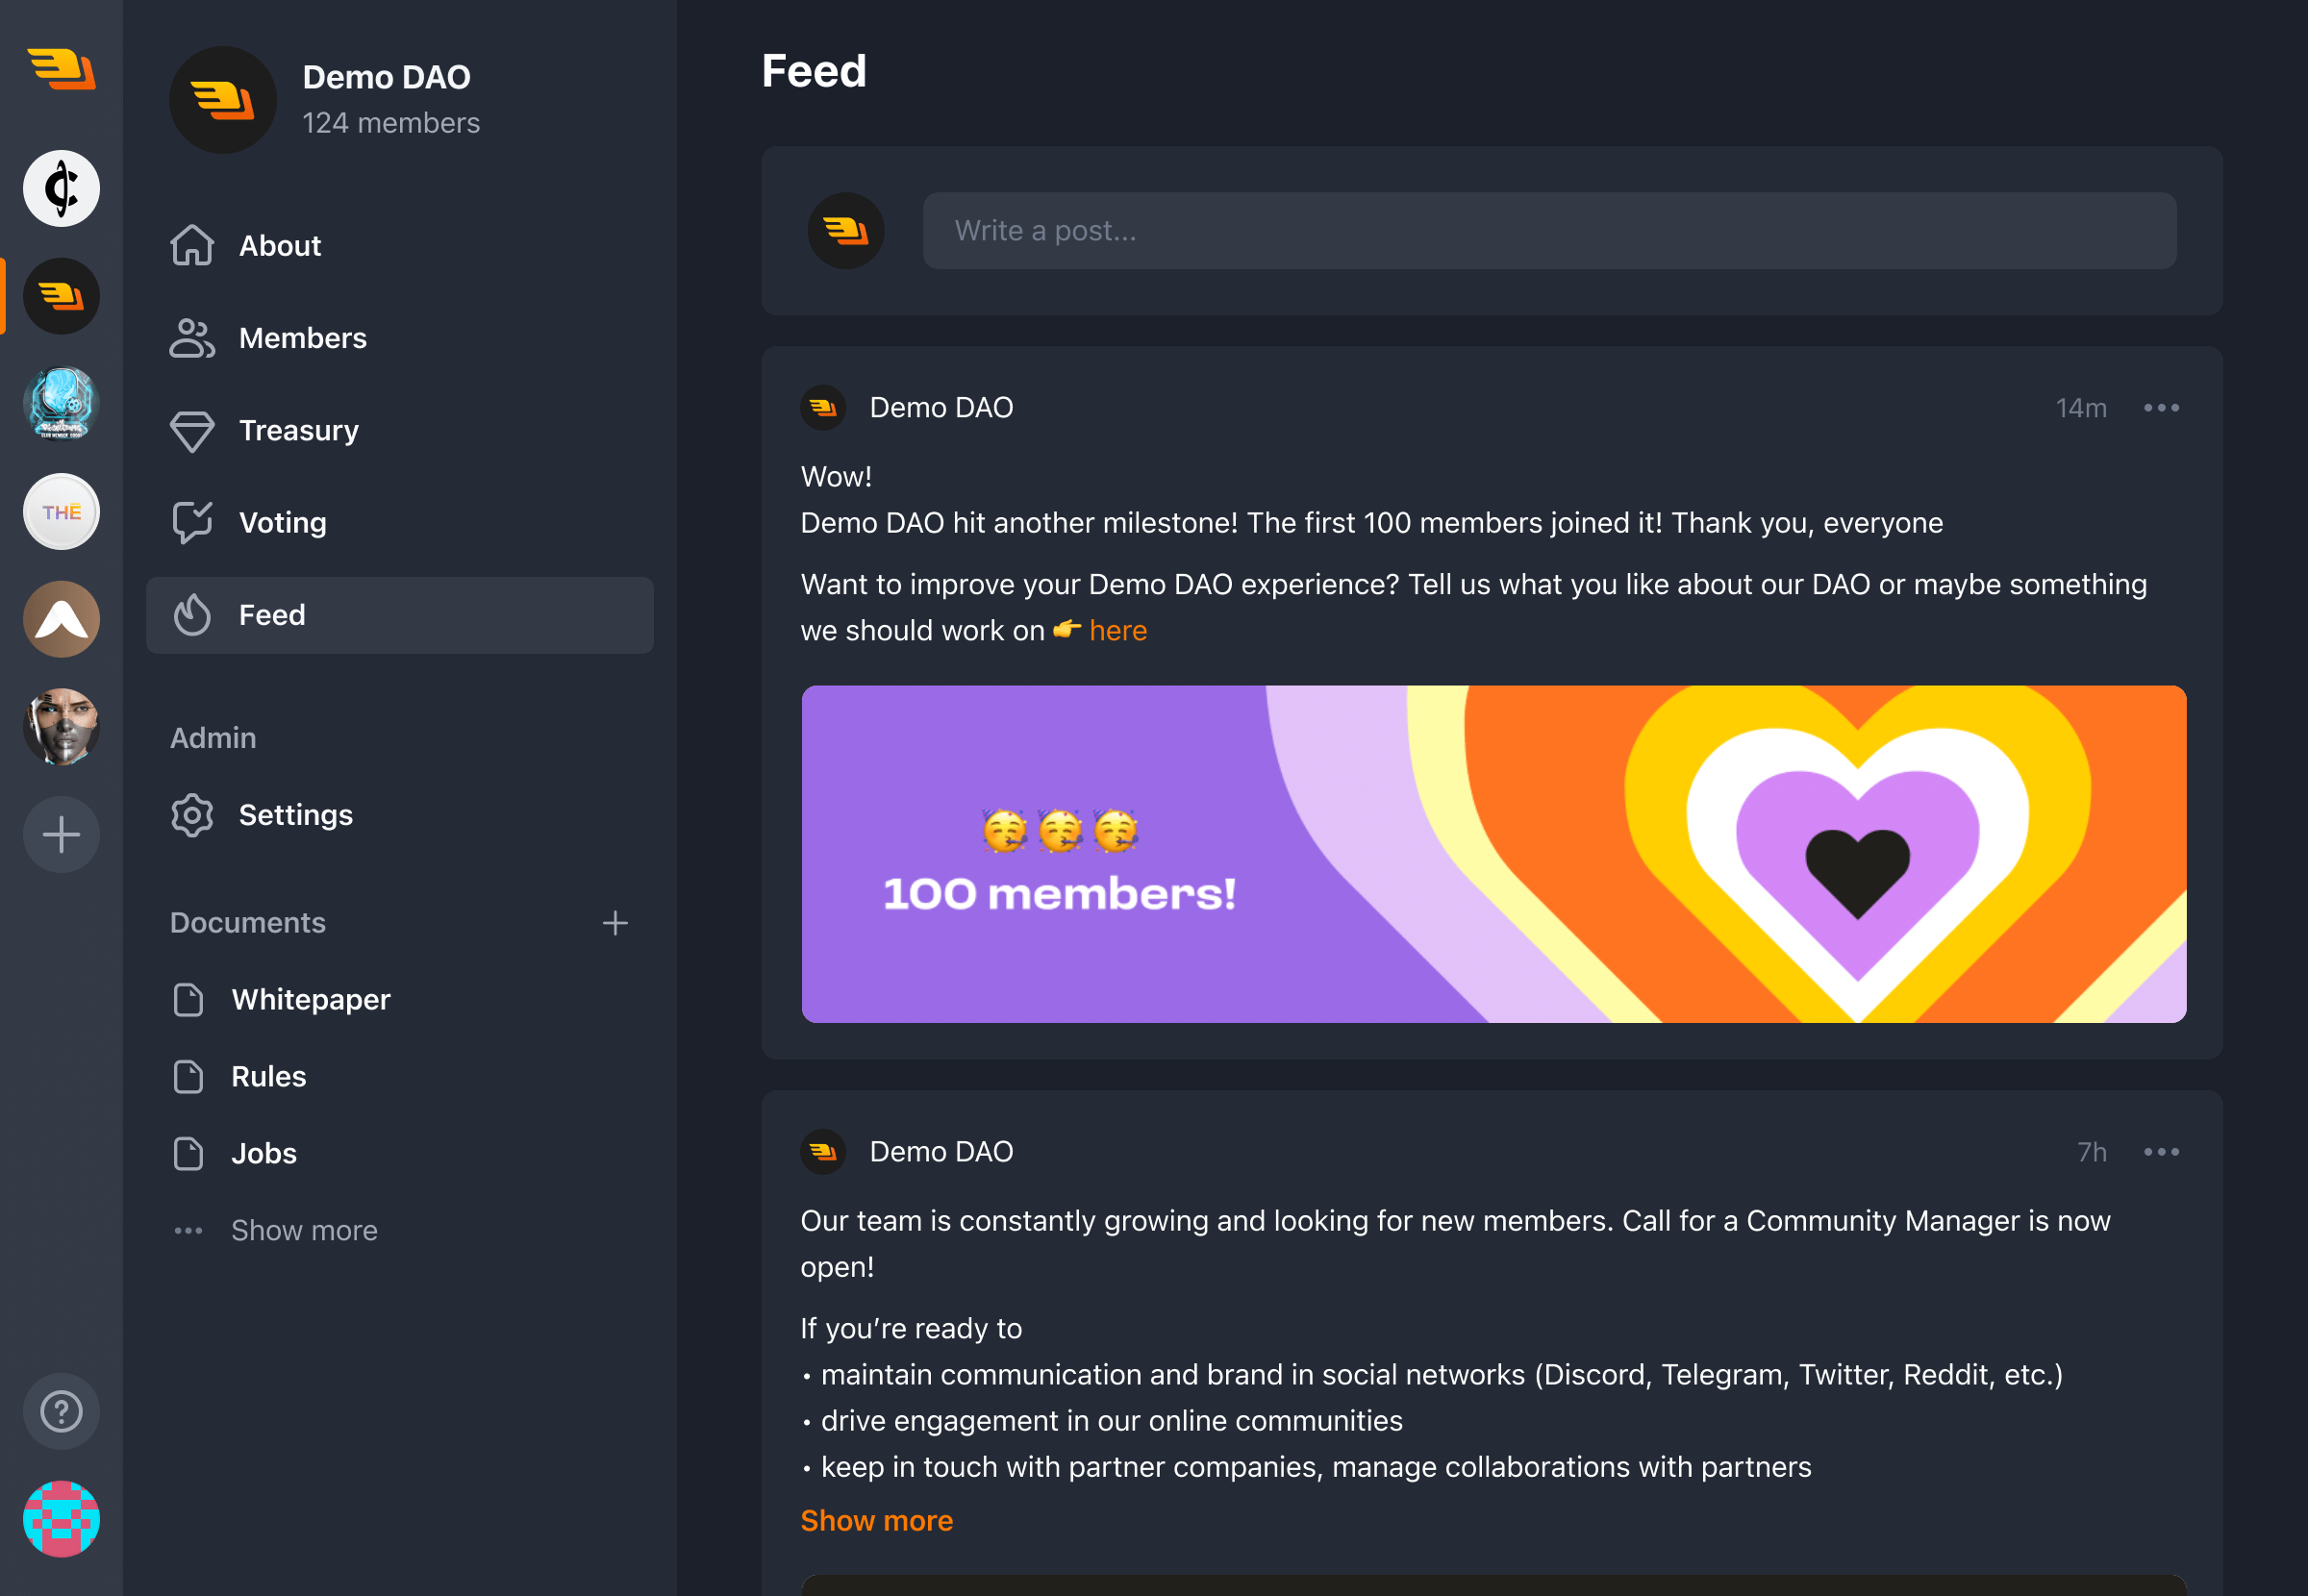 Demo DAO
124 members
About
Members
Treasury
Voting
Feed
Admin
Settings
Documents
Whitepaper
Rules
Jobs
Show more
THE
Feed
Write a post...
Demo DAO
14m
Wow!
Demo DAO hit another milestone! The first 100 members joined it! Thank you, everyone
Want to improve your Demo DAO experience? Tell us what you like about our DAO or maybe something
we should work on 👉 here
🥳🥳🥳
100 members!
Demo DAO
7h
Our team is constantly growing and looking for new members. Call for a Community Manager is now
open!
If you’re ready to
• maintain communication and brand in social networks (Discord, Telegram, Twitter, Reddit, etc.)
• drive engagement in our online communities
• keep in touch with partner companies, manage collaborations with partners
Show more